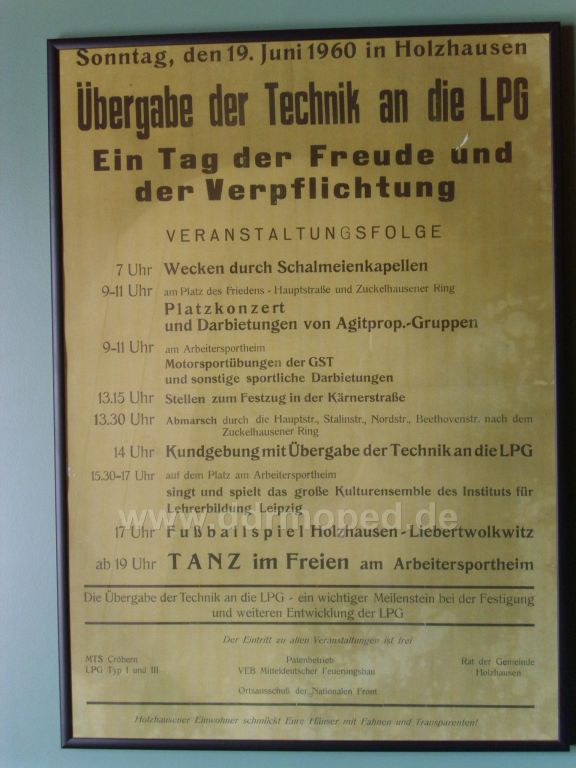 Sonntag, den 19. Juni 1960 in Holzhausen
Übergabe der Technik an die LPG
Ein Tag der Freude und
der Verpflichtung
VERANSTALTUNGSFOLGE
7 Uhr Wecken durch Schalmeienkapellen
9-11 Uhr am Platz des Friedens - Hauptstraße und Zuckelhausener Ring
Platzkonzert
und Darbietungen von Agitprop.-Gruppen
9-11 Uhr am Arbeitersportheim
Motorsportübungen der GST
und sonstige sportliche Darbietungen
13.15 Uhr Stellen zum Festzug in der Kärnerstraße
13.30 Uhr Abmarsch durch die Hauptstr., Stalinstr., Nordstr., Beethovenstr. nach dem
Zuckelhausener Ring
14 Uhr Kundgebung mit Übergabe der Technik an die LPG
15.30-17 Uhr auf dem Platz am Arbeitersportheim
singt und spielt das große Kulturensemble des Instituts für
Lehrerbildung Leipzig
www.ddrmoped.de
17 Uhr Fußballspiel Holzhausen - Liebertwolkwitz
ab 19 Uhr TANZ im Freien am Arbeitersportheim
Die Übergabe der Technik an die LPG - ein wichtiger Meilenstein bei der Festigung
und weiteren Entwicklung der LPG
Der Eintritt zu allen Veranstaltungen ist frei
MTS Cröbern Patenbetrieb Rat der Gemeinde
LPG Typ I und III VEB Mitteldeutscher Feuerungsbau Holzhausen
Ortsausschuß der Nationalen Front
Holzhausener Einwohner schmückt Eure Häuser mit Fahnen und Transparenten!